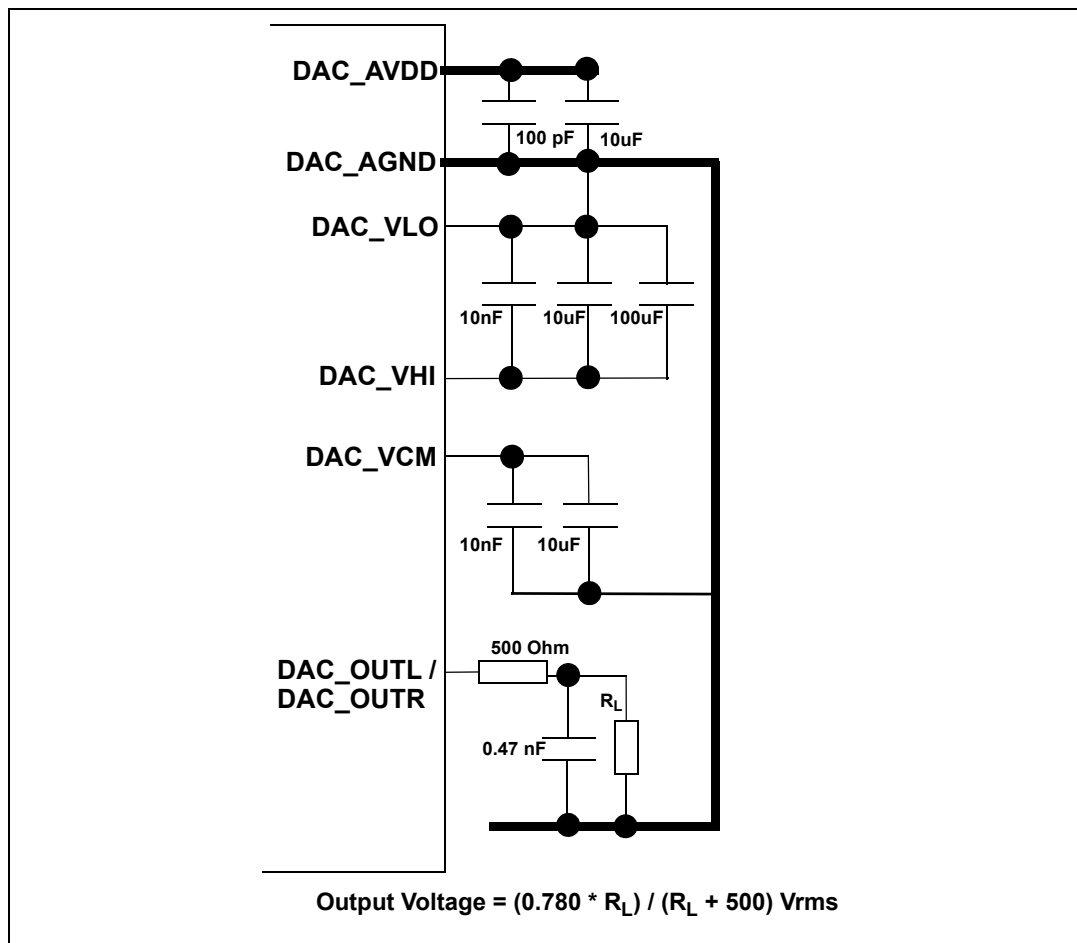 DAC_AVDD
100 pF
10uF
DAC_AGND
DAC_VLO
10nF
10uF
100uF
DAC_VHI
DAC_VCM
10nF
10uF
500 Ohm
DAC_OUTL /
DAC_OUTR
RL
0.47 nF
Output Voltage = (0.780 * RL) / (RL + 500) Vrms